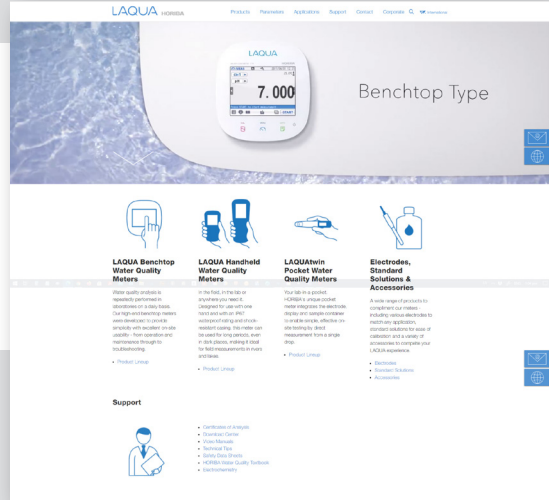 LAQUA HORIBA
Products Parameters Applications Support Contact Corporate International
LAQUA
7.000
START
Benchtop Type
LAQUA Benchtop
Water Quality
Meters
Water quality analysis is
repeatedly performed in
laboratories on a daily basis.
Our high-end benchtop meters
were developed to provide
simplicity with excellent on-site
usability - from operation and
maintenance through to
troubleshooting.
Product Lineup
LAQUA Handheld
Water Quality
Meters
In the field, in the lab or
anywhere you need it.
Designed for use with one
hand and with an IP67
waterproof rating and shock-
resistant casing, this meter can
be used for long periods, even
in dark places, making it ideal
for field measurements in rivers
and lakes.
Product Lineup
LAQUAtwin
Pocket Water
Quality Meters
Your lab in a pocket.
HORIBA's unique pocket
meter integrates the electrode,
display and sample container
to enable simple, effective on-
site testing by direct
measurement from a single
drop.
Product Lineup
Electrodes,
Standard
Solutions &
Accessories
A wide range of products to
compliment our meters -
including various electrodes to
match any application,
standard solutions for ease of
calibration and a variety of
accessories to complete your
LAQUA experience.
Electrodes
Standard Solutions
Accessories
Support
Certificates of Analysis
Download Center
Video Manuals
Technical Tips
Safety Data Sheets
HORIBA Water Quality Textbook
Electrochemistry